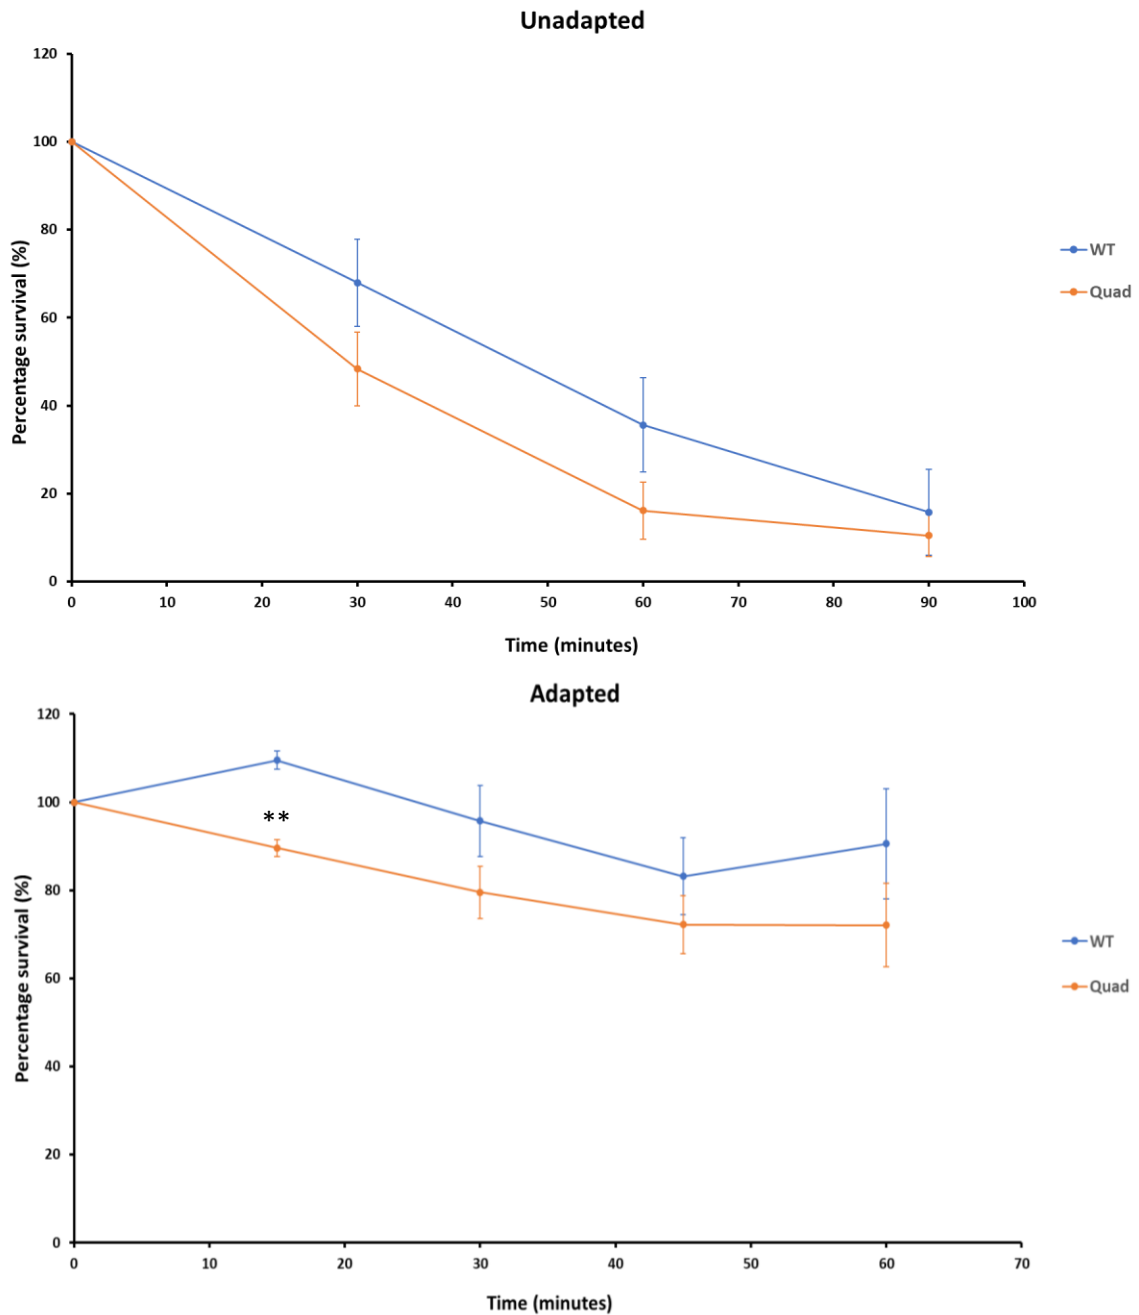 Unadapted
120
100
80
60
40
20
0
Percentage survival (%)
0 10 20 30 40 50 60 70 80 90 100
Time (minutes)
WT
Quad
Adapted
120
100
80
60
40
20
0
Percentage survival (%)
**
0 10 20 30 40 50 60 70
Time (minutes)
WT
Quad